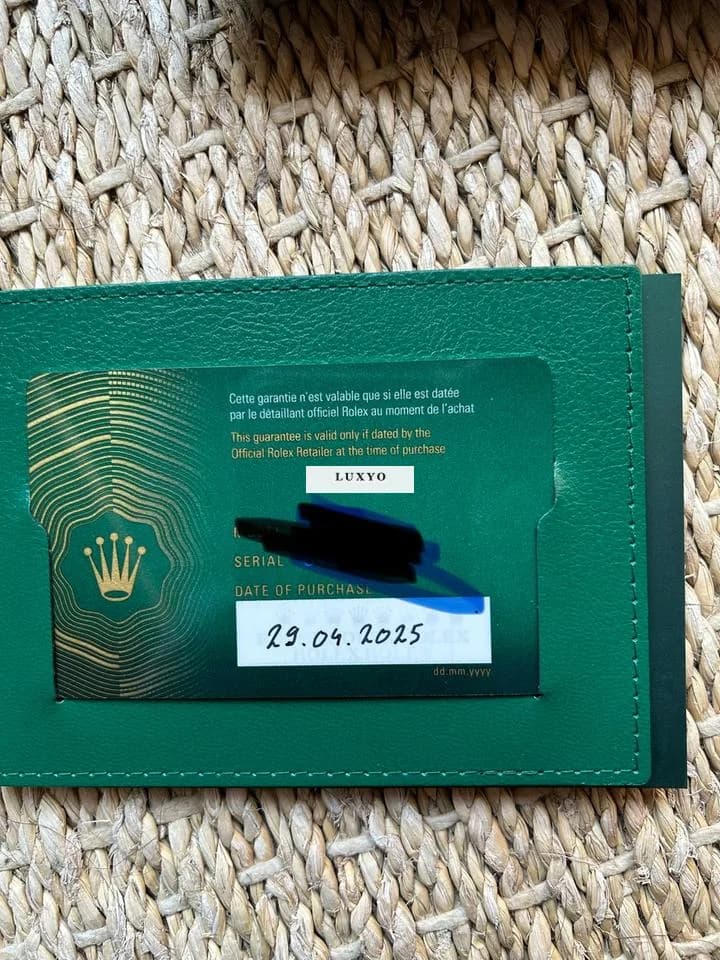 Cette garantie n'est valable que si elle est datée
par le détaillant officiel Rolex au moment de l'achat
This guarantee is valid only if dated by the
Official Rolex Retailer at the time of purchase
LUXYO
SERIAL
DATE OF PURCHASE
29.04.2025
dd.mm.yyyy